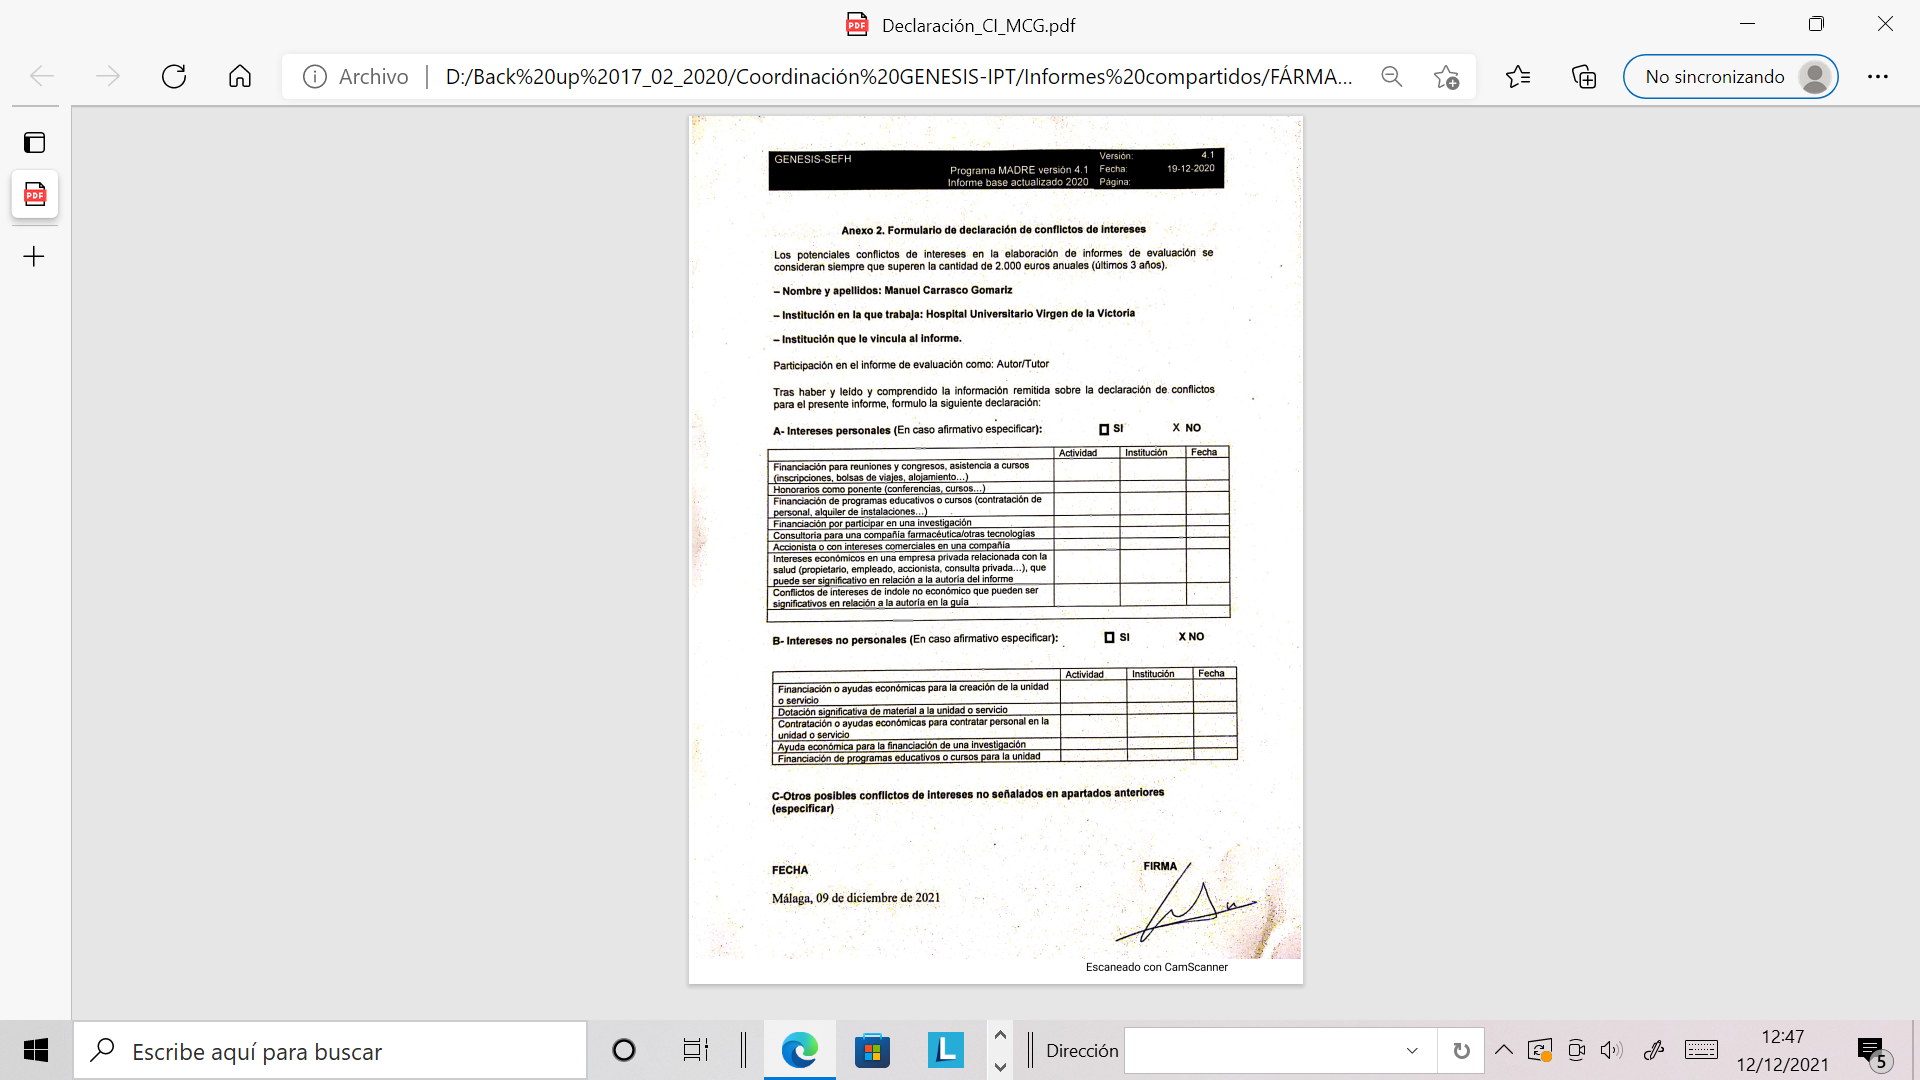 Declaración_CI_MCG.pdf
Archivo
D:/Back%20up%2017_02_2020/Coordinación%20GENESIS-IPT/Informes%20compartidos/FÁRMA...
No sincronizando
GENESIS-SEFH
Programa MADRE versión 4.1
Informe base actualizado 2020
Versión: 4.1
Fecha: 19-12-2020
Página:
Anexo 2. Formulario de declaración de conflictos de intereses
Los potenciales conflictos de intereses en la elaboración de informes de evaluación se
consideran siempre que superen la cantidad de 2.000 euros anuales (últimos 3 años).
– Nombre y apellidos: Manuel Carrasco Gomariz
– Institución en la que trabaja: Hospital Universitario Virgen de la Victoria
– Institución que le vincula al informe.
Participación en el informe de evaluación como: Autor/Tutor
Tras haber y leído y comprendido la información remitida sobre la declaración de conflictos
para el presente informe, formulo la siguiente declaración:
A- Intereses personales (En caso afirmativo especificar): SI X NO
Actividad Institución Fecha
Financiación para reuniones y congresos, asistencia a cursos
(inscripciones, bolsas de viajes, alojamiento...)
Honorarios como ponente (conferencias, cursos...)
Financiación de programas educativos o cursos (contratación de
personal, alquiler de instalaciones...)
Financiación por participar en una investigación
Consultoría para una compañía farmacéutica/otras tecnologías
Accionista o con intereses comerciales en una compañía
Intereses económicos en una empresa privada relacionada con la
salud (propietario, empleado, accionista, consulta privada...), que
puede ser significativo en relación a la autoría del informe
Conflictos de intereses de índole no económico que pueden ser
significativos en relación a la autoría en la guía
B- Intereses no personales (En caso afirmativo especificar): SI X NO
Actividad Institución Fecha
Financiación o ayudas económicas para la creación de la unidad
o servicio
Dotación significativa de material a la unidad o servicio
Contratación o ayudas económicas para contratar personal en la
unidad o servicio
Ayuda económica para la financiación de una investigación
Financiación de programas educativos o cursos para la unidad
C-Otros posibles conflictos de intereses no señalados en apartados anteriores
(especificar)
FECHA
FIRMA
Málaga, 09 de diciembre de 2021
Escaneado con CamScanner
Escribe aquí para buscar
Dirección
12:47
12/12/2021
5